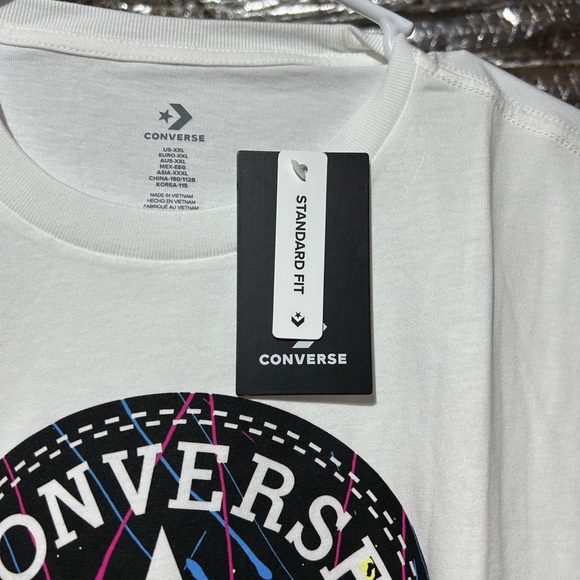 CONVERSE
US-XXL
EURO-XXL
AUS-XXL
MEX-EEG
ASIA-XXXL
CHINA-190/112B
KOREA-115
MADE IN VIETNAM
HECHO EN VIETNAM
FABRIQUÉ AU VIETNAM
STANDARD FIT
CONVERSE
CONVERSE